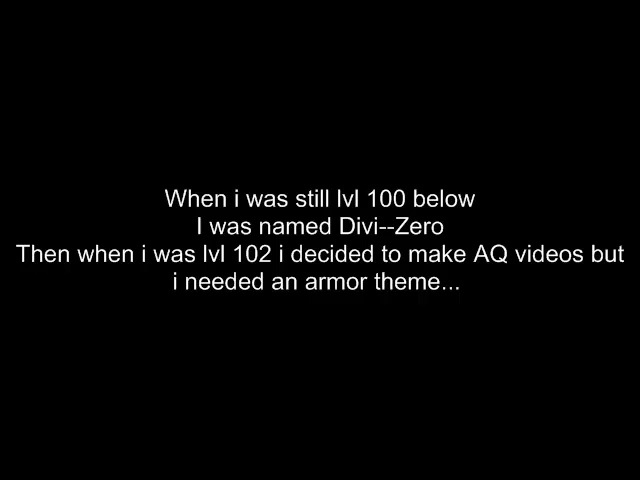 When i was still lvl 100 below
I was named Divi--Zero
Then when i was lvl 102 i decided to make AQ videos but
i needed an armor theme...